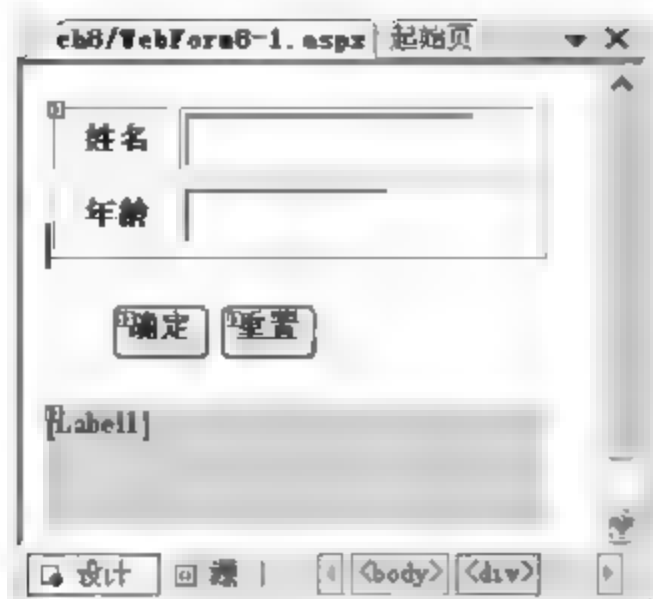 ch8/WebForm8-1.aspx 起始页
姓名
年龄
确定 重置
[Label1]
设计 源 <body> <div>